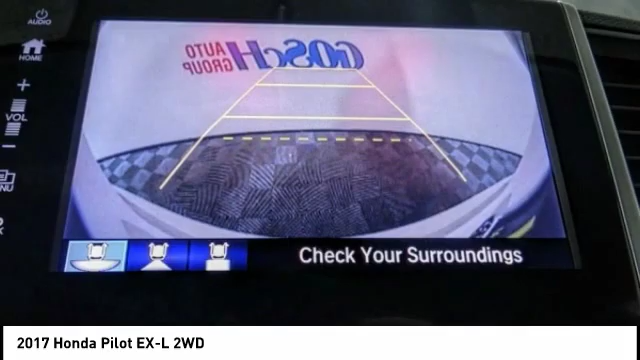 AUDIO
HOME
VOL
GOSCH AUTO GROUP
Check Your Surroundings
2017 Honda Pilot EX-L 2WD